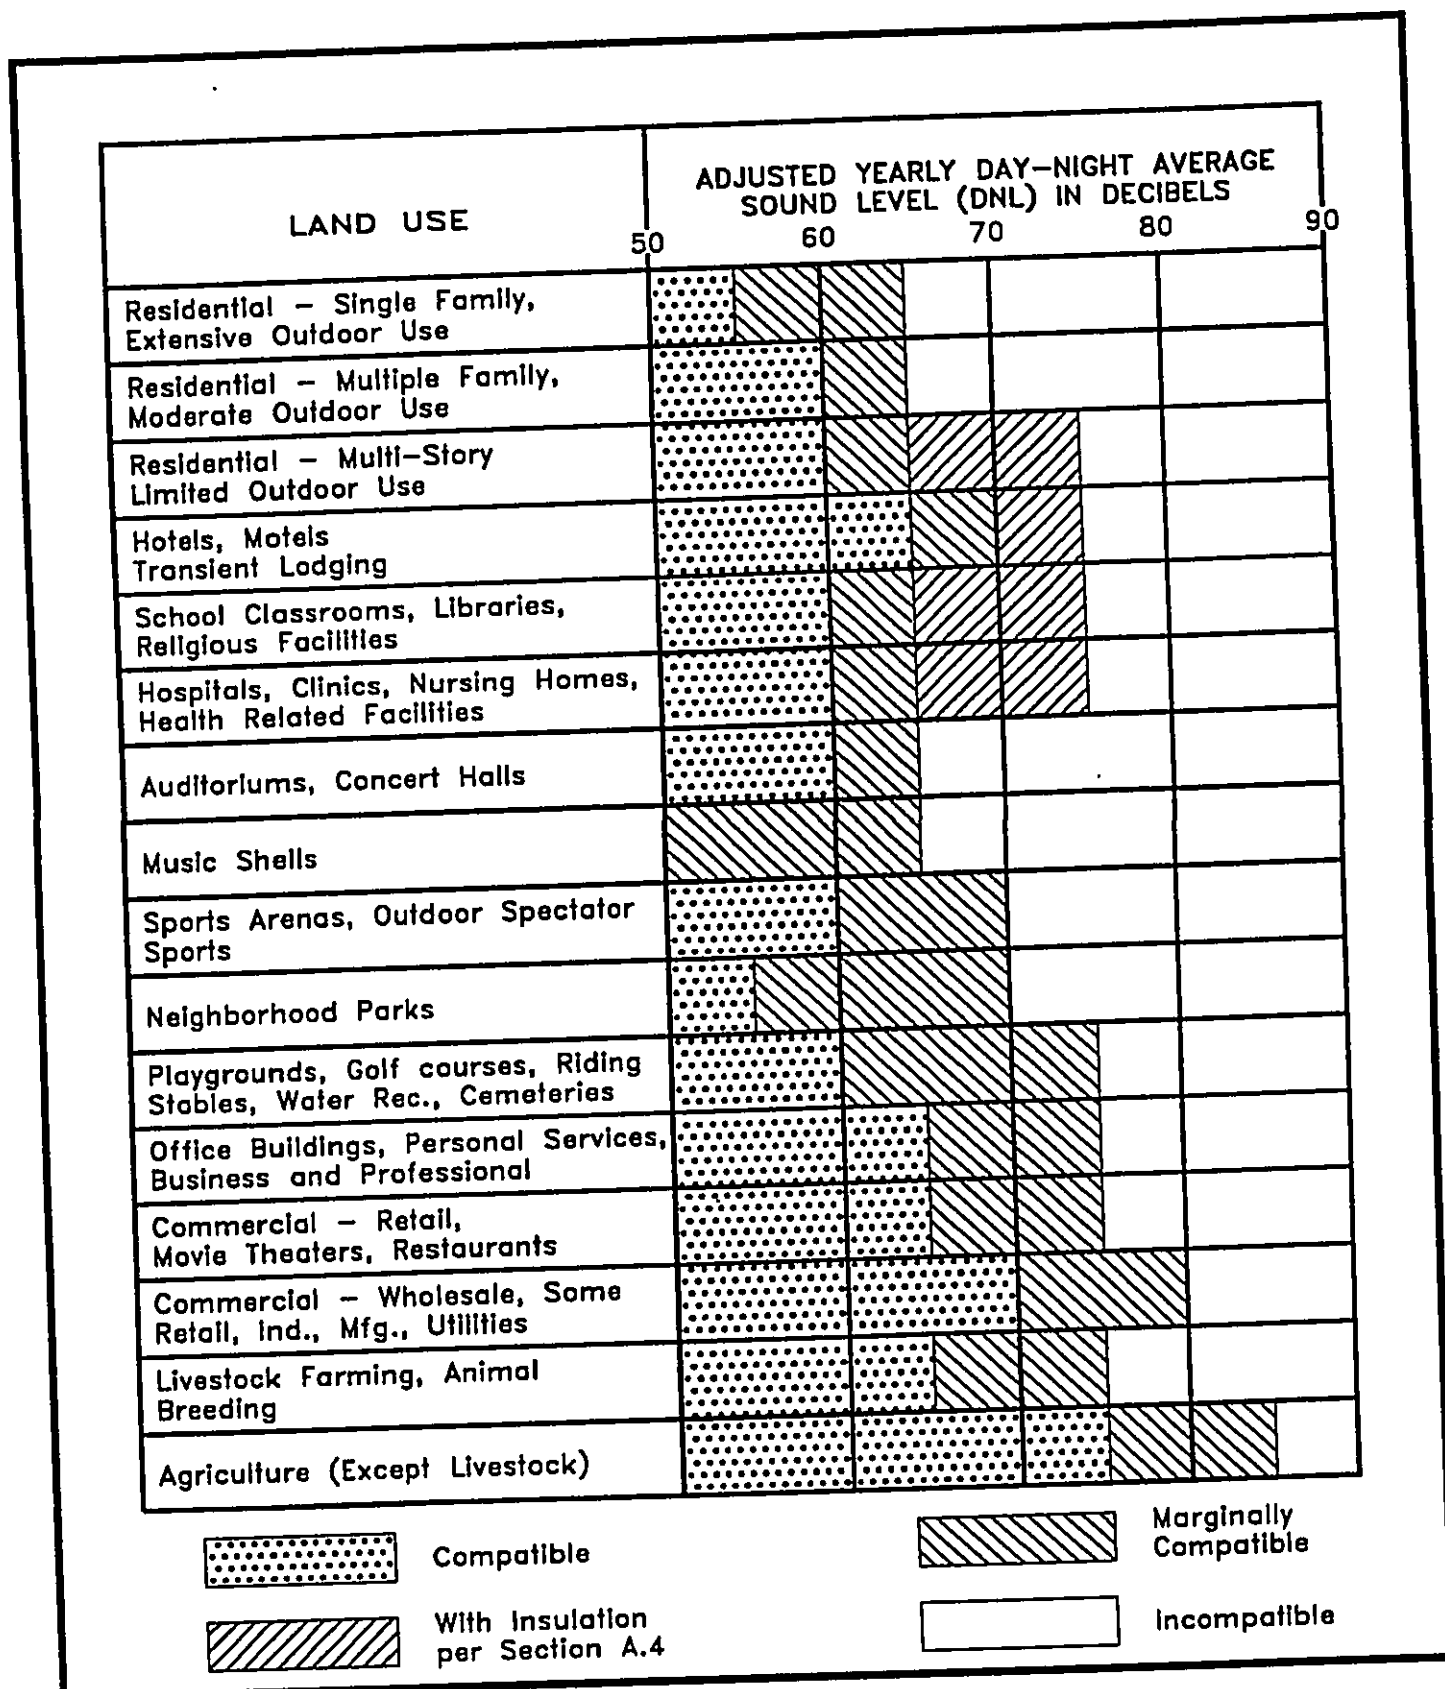 LAND USE
ADJUSTED YEARLY DAY-NIGHT AVERAGE
SOUND LEVEL (DNL) IN DECIBELS
50 60 70 80 90
Residential - Single Family,
Extensive Outdoor Use
Residential - Multiple Family,
Moderate Outdoor Use
Residential - Multi-Story
Limited Outdoor Use
Hotels, Motels
Transient Lodging
School Classrooms, Libraries,
Religious Facilities
Hospitals, Clinics, Nursing Homes,
Health Related Facilities
Auditoriums, Concert Halls
Music Shells
Sports Arenas, Outdoor Spectator
Sports
Neighborhood Parks
Playgrounds, Golf courses, Riding
Stables, Water Rec., Cemeteries
Office Buildings, Personal Services,
Business and Professional
Commercial - Retail,
Movie Theaters, Restaurants
Commercial - Wholesale, Some
Retail, Ind., Mfg., Utilities
Livestock Farming, Animal
Breeding
Agriculture (Except Livestock)
Compatible
Marginally
Compatible
With Insulation
per Section A.4
Incompatible